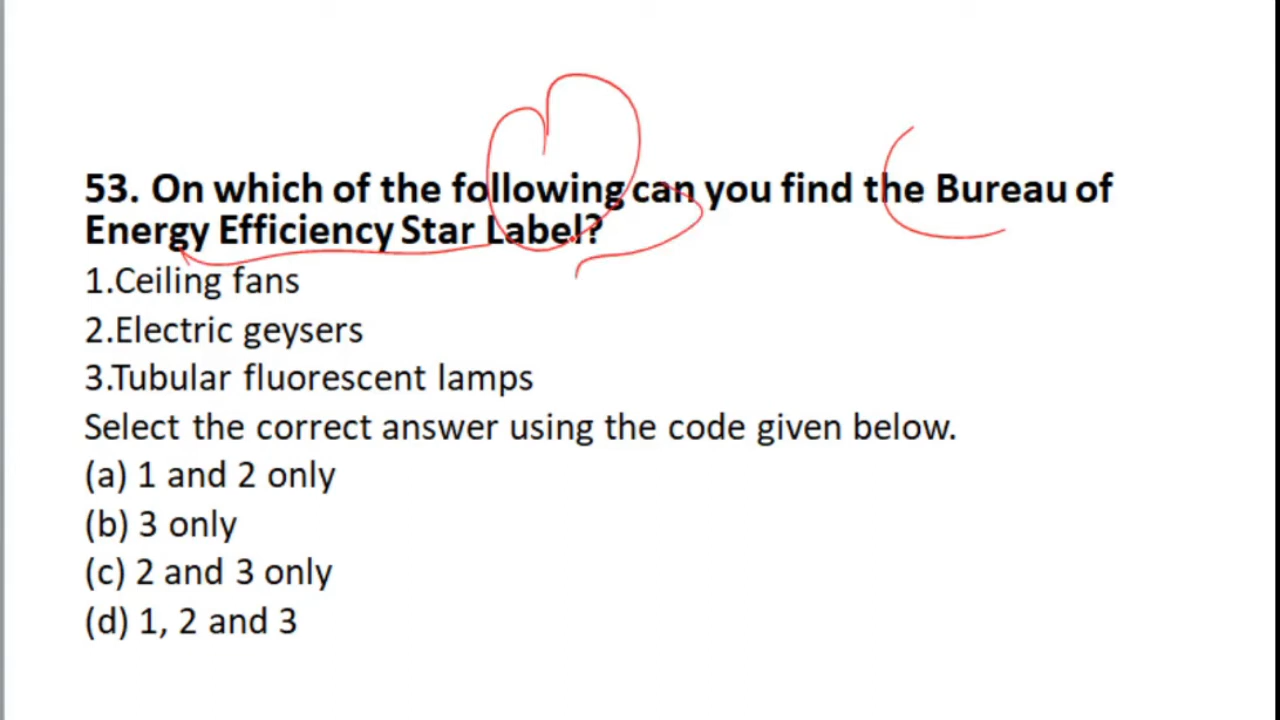 53. On which of the following can you find the Bureau of
Energy Efficiency Star Label?
1.Ceiling fans
2.Electric geysers
3.Tubular fluorescent lamps
Select the correct answer using the code given below.
(a) 1 and 2 only
(b) 3 only
(c) 2 and 3 only
(d) 1, 2 and 3